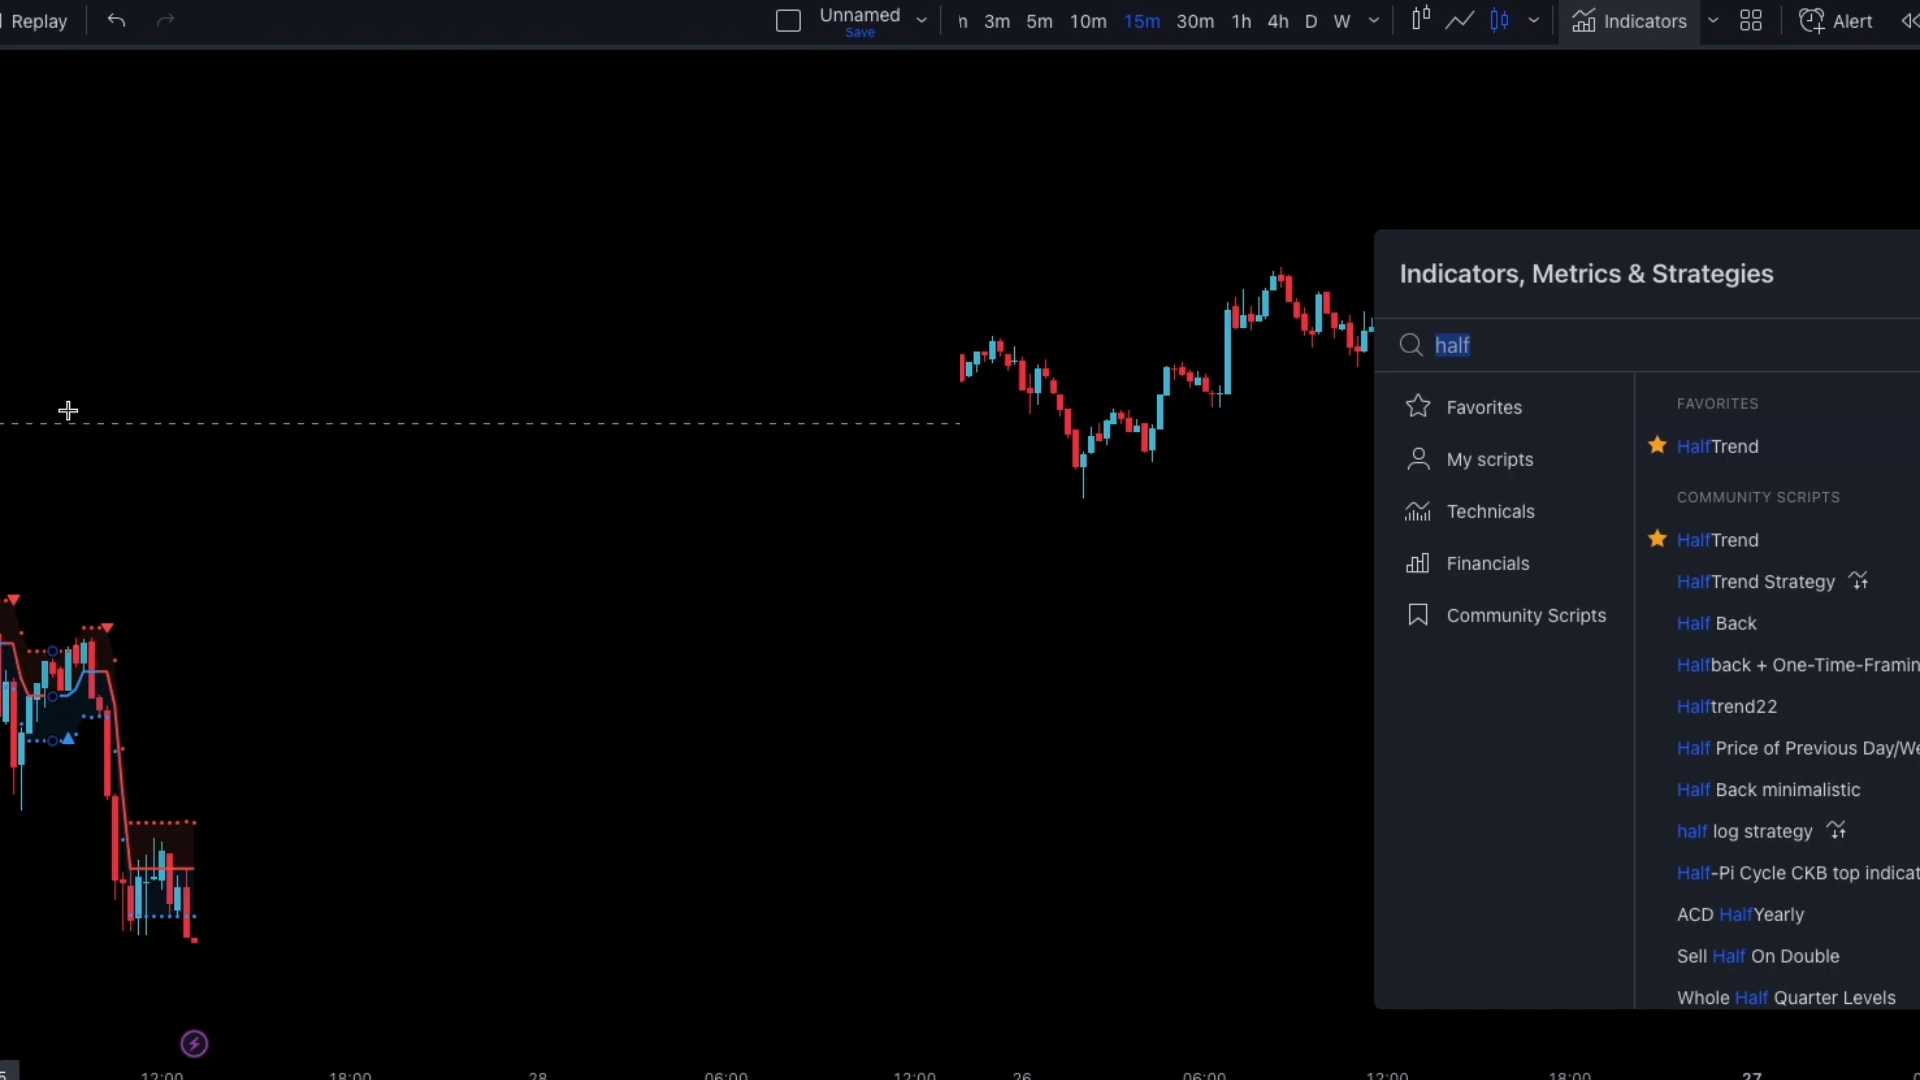 Replay
Unnamed
Save
3m 5m 10m 15m 30m 1h 4h D W
Indicators
Alert
Indicators, Metrics & Strategies
half
Favorites
My scripts
Technicals
Financials
Community Scripts
FAVORITES
HalfTrend
COMMUNITY SCRIPTS
HalfTrend
HalfTrend Strategy
Half Back
Halfback + One-Time-Framin
Halftrend22
Half Price of Previous Day/We
Half Back minimalistic
half log strategy
Half-Pi Cycle CKB top indicat
ACD HalfYearly
Sell Half On Double
Whole Half Quarter Levels
12:00 18:00 28 06:00 12:00 26 06:00 12:00 18:00 27